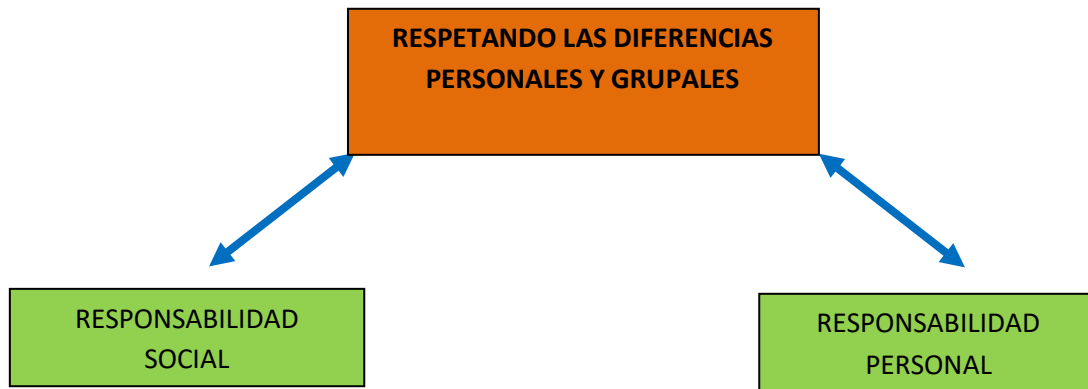 RESPETANDO LAS DIFERENCIAS
PERSONALES Y GRUPALES
RESPONSABILIDAD
SOCIAL
RESPONSABILIDAD
PERSONAL